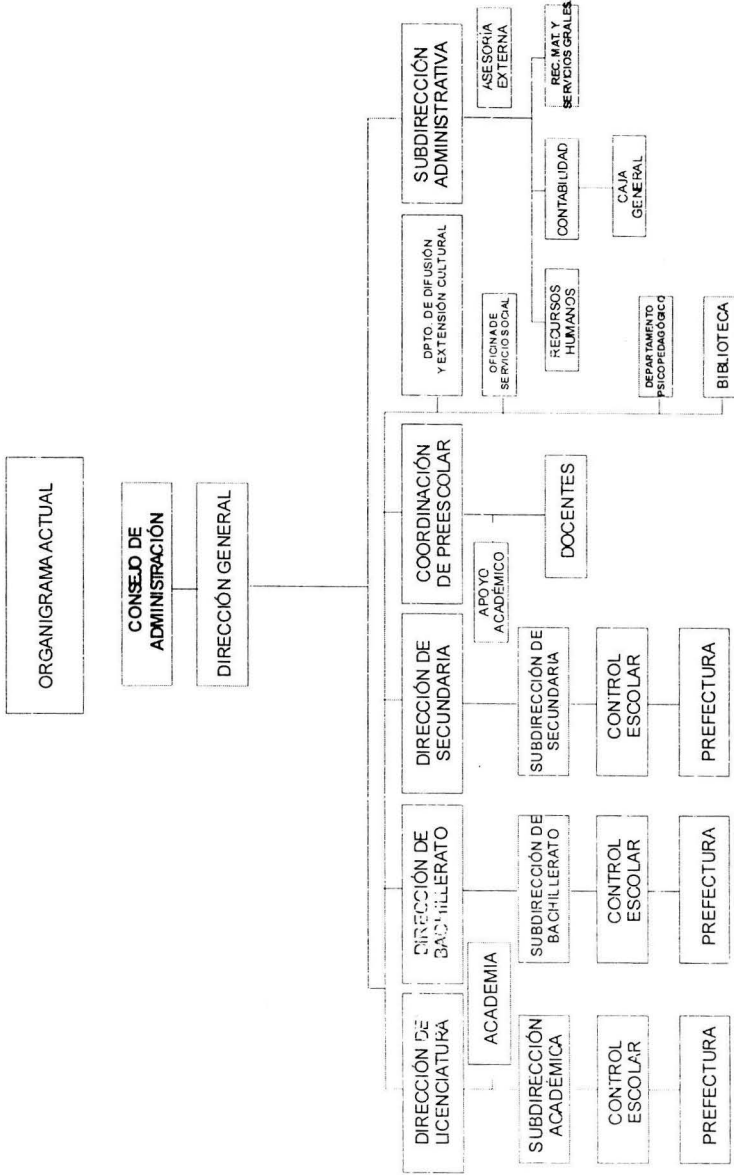 ORGANIGRAMA ACTUAL
CONSEJO DE
ADMINISTRACIÓN
DIRECCIÓN GENERAL
DIRECCIÓN DE
LICENCIATURA
ACADEMIA
SUBDIRECCIÓN
ACADÉMICA
CONTROL
ESCOLAR
PREFECTURA
DIRECCIÓN DE
BACHILLERATO
SUBDIRECCIÓN DE
BACHILLERATO
CONTROL
ESCOLAR
PREFECTURA
DIRECCIÓN DE
SECUNDARIA
SUBDIRECCIÓN DE
SECUNDARIA
CONTROL
ESCOLAR
PREFECTURA
COORDINACIÓN
DE PREESCOLAR
APOYO
ACADÉMICO
DOCENTES
DPTO. DE DIFUSIÓN
Y EXTENSIÓN CULTURAL
OFICINA DE
SERVICIO SOCIAL
DEPARTAMENTO
PSICOPEDAGÓGICO
BIBLIOTECA
SUBDIRECCIÓN
ADMINISTRATIVA
ASESORÍA
EXTERNA
RECURSOS
HUMANOS
CONTABILIDAD
CAJA
GENERAL
REC. MAT. Y
SERVICIOS GRALES.